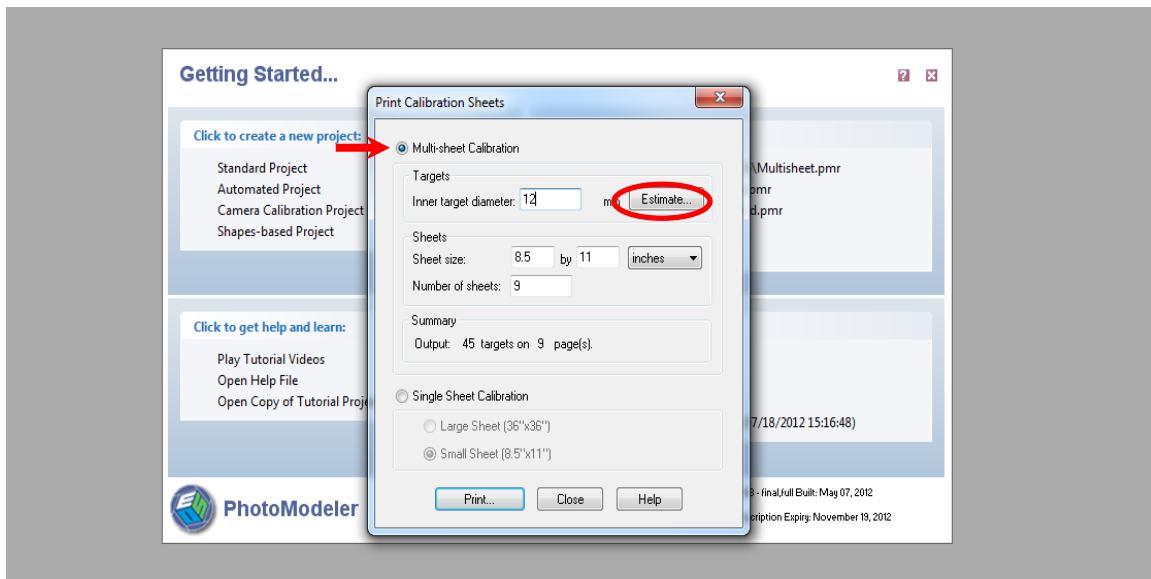 Getting Started...
Print Calibration Sheets
Click to create a new project:
Standard Project
Automated Project
Camera Calibration Project
Shapes-based Project
Multi-sheet Calibration
Targets
Inner target diameter: 12 Estimate...
Sheets
Sheet size: 8.5 by 11 inches
Number of sheets: 9
Summary
Output: 45 targets on 9 page(s).
\Multisheet.pmr
d.pmr
Click to get help and learn:
Play Tutorial Videos
Open Help File
Open Copy of Tutorial
Single Sheet Calibration
Large Sheet (36"x36")
Small Sheet (8.5"x11")
7/18/2012 15:16:48)
Print... Close Help
PhotoModeler
- final,full Built: May 07, 2012
Expiry: November 19, 2012